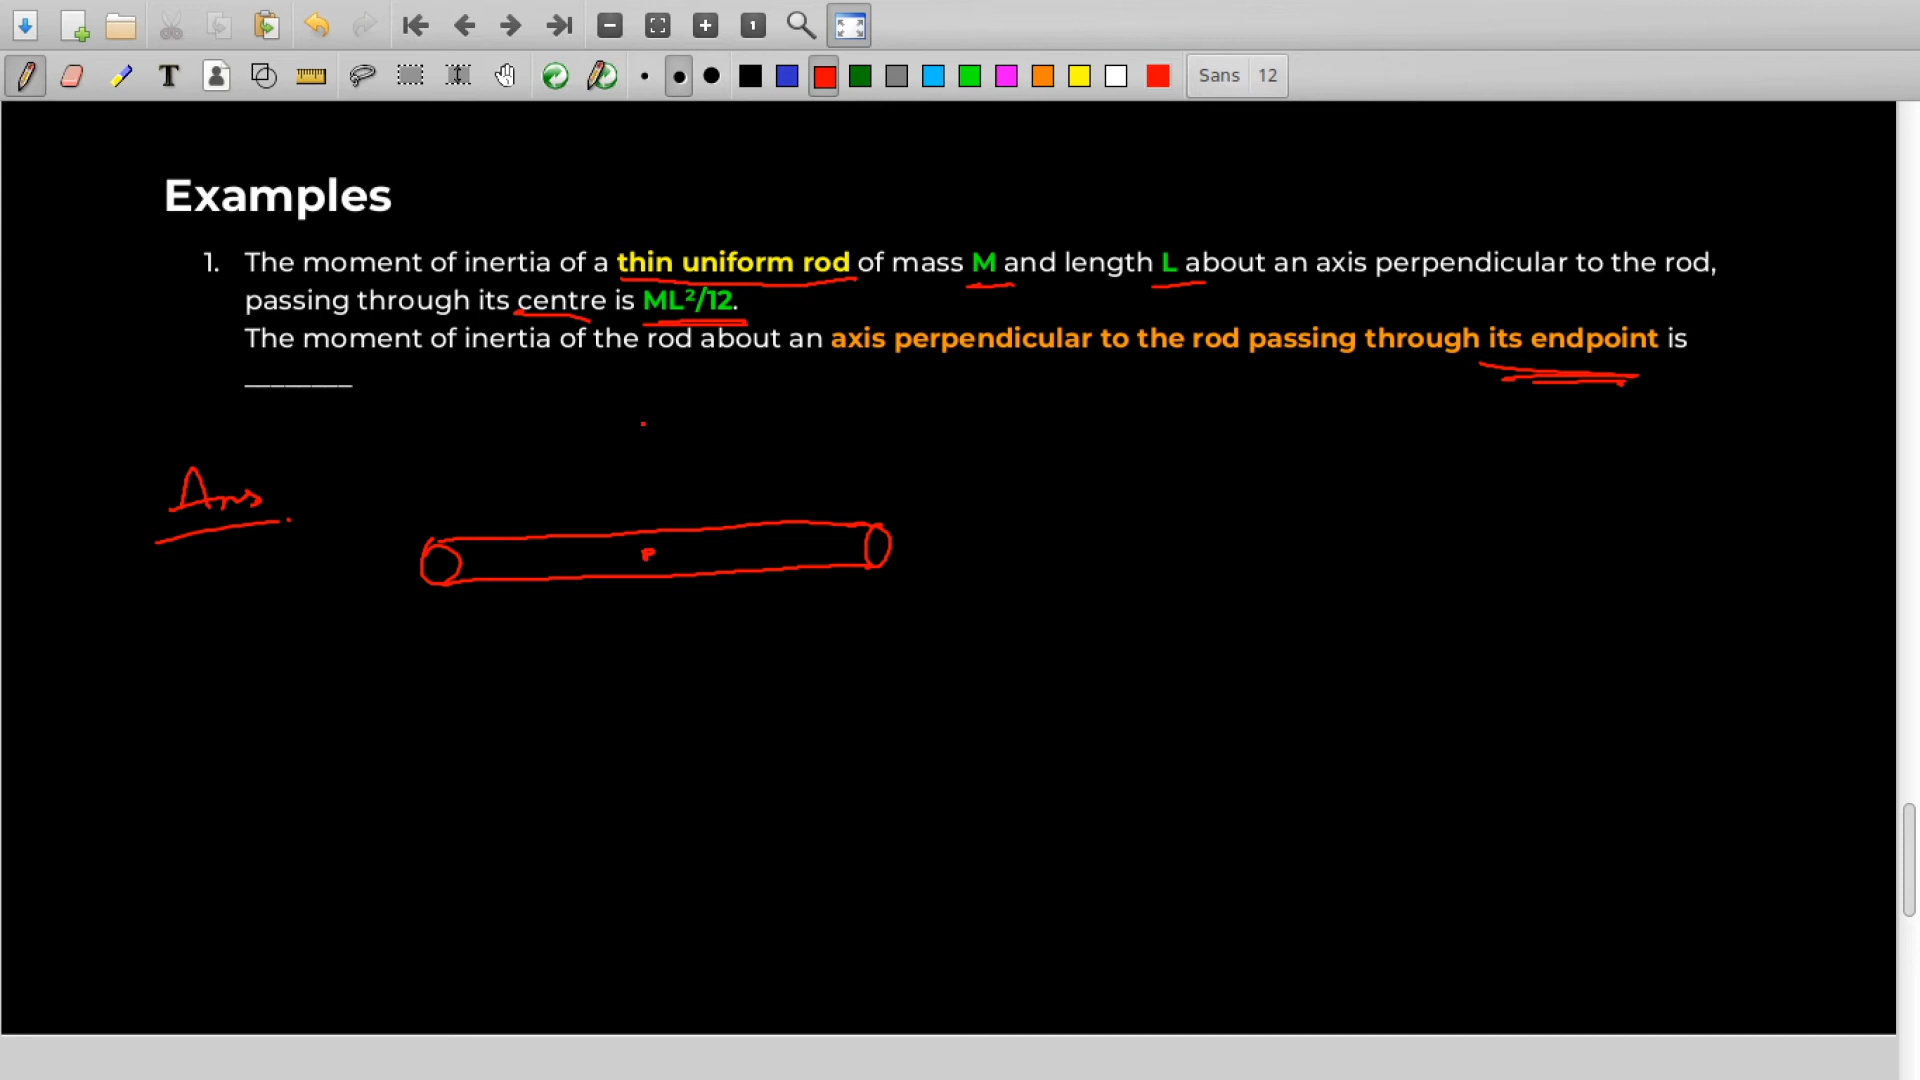 Sans 12
Examples
1. The moment of inertia of a thin uniform rod of mass M and length L about an axis perpendicular to the rod,
passing through its centre is ML²/12.
The moment of inertia of the rod about an axis perpendicular to the rod passing through its endpoint is
________
Ans